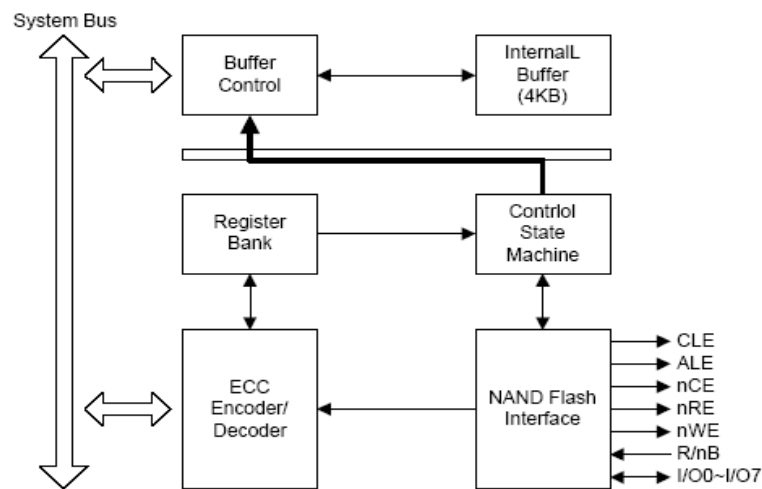 System Bus
Buffer
Control
InternalL
Buffer
(4KB)
Register
Bank
Contrlol
State
Machine
ECC
Encoder/
Decoder
NAND Flash
Interface
CLE
ALE
nCE
nRE
nWE
R/nB
I/O0~I/O7